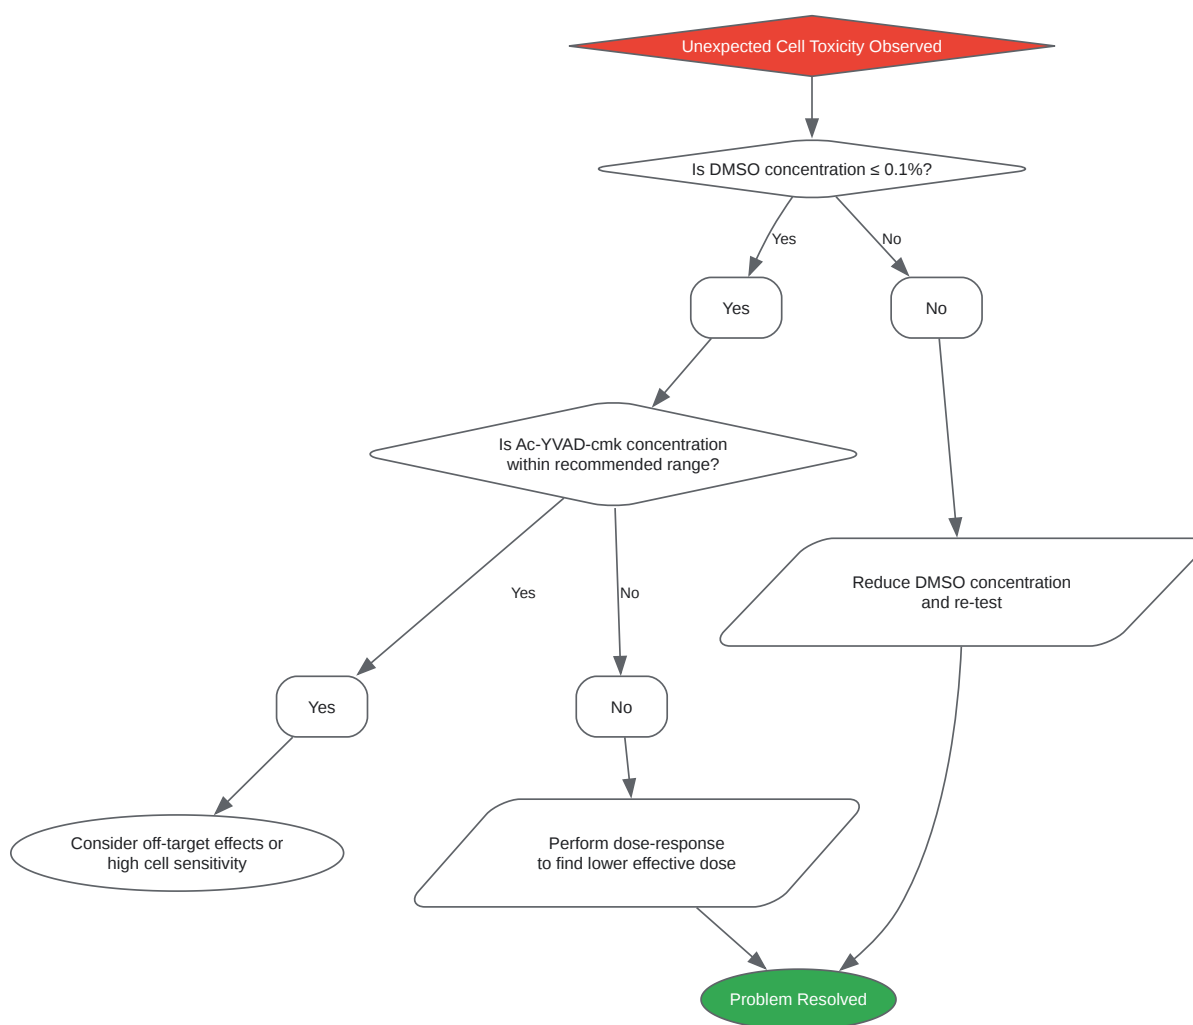 Unexpected Cell Toxicity Observed
Is DMSO concentration ≤ 0.1%?
Yes
No
Yes
No
Is Ac-YVAD-cmk concentration
within recommended range?
Reduce DMSO concentration
and re-test
Yes
No
Yes
No
Consider off-target effects or
high cell sensitivity
Perform dose-response
to find lower effective dose
Problem Resolved